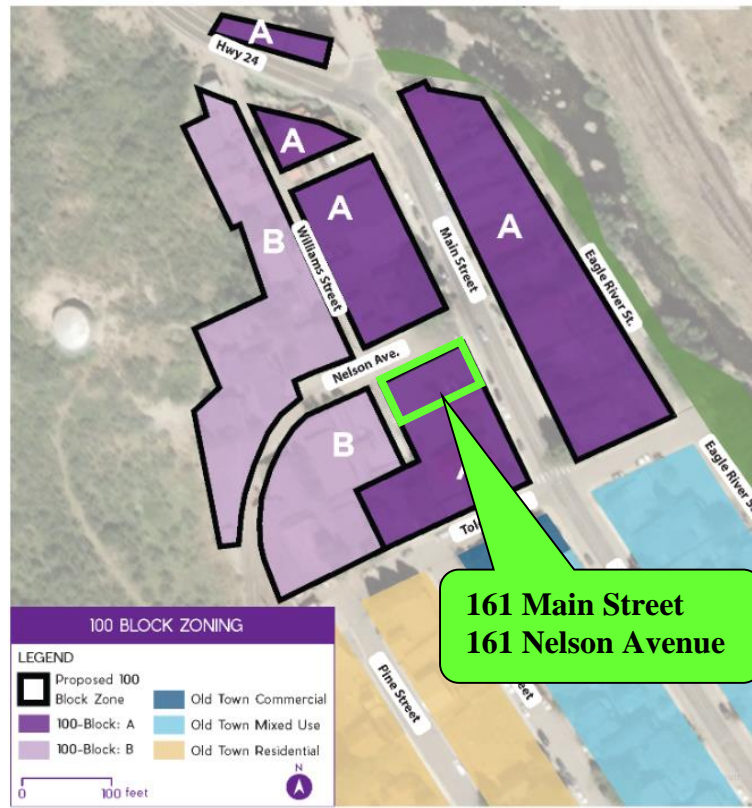 A
Hwy 24
A
A
B
Williams Street
Main Street
A
Eagle River St.
Nelson Ave.
B
Eagle River S
Tol
161 Main Street
161 Nelson Avenue
Pine Street
100 BLOCK ZONING
LEGEND
Proposed 100
Block Zone
100-Block: A
100-Block: B
Old Town Commercial
Old Town Mixed Use
Old Town Residential
0
100 feet
N